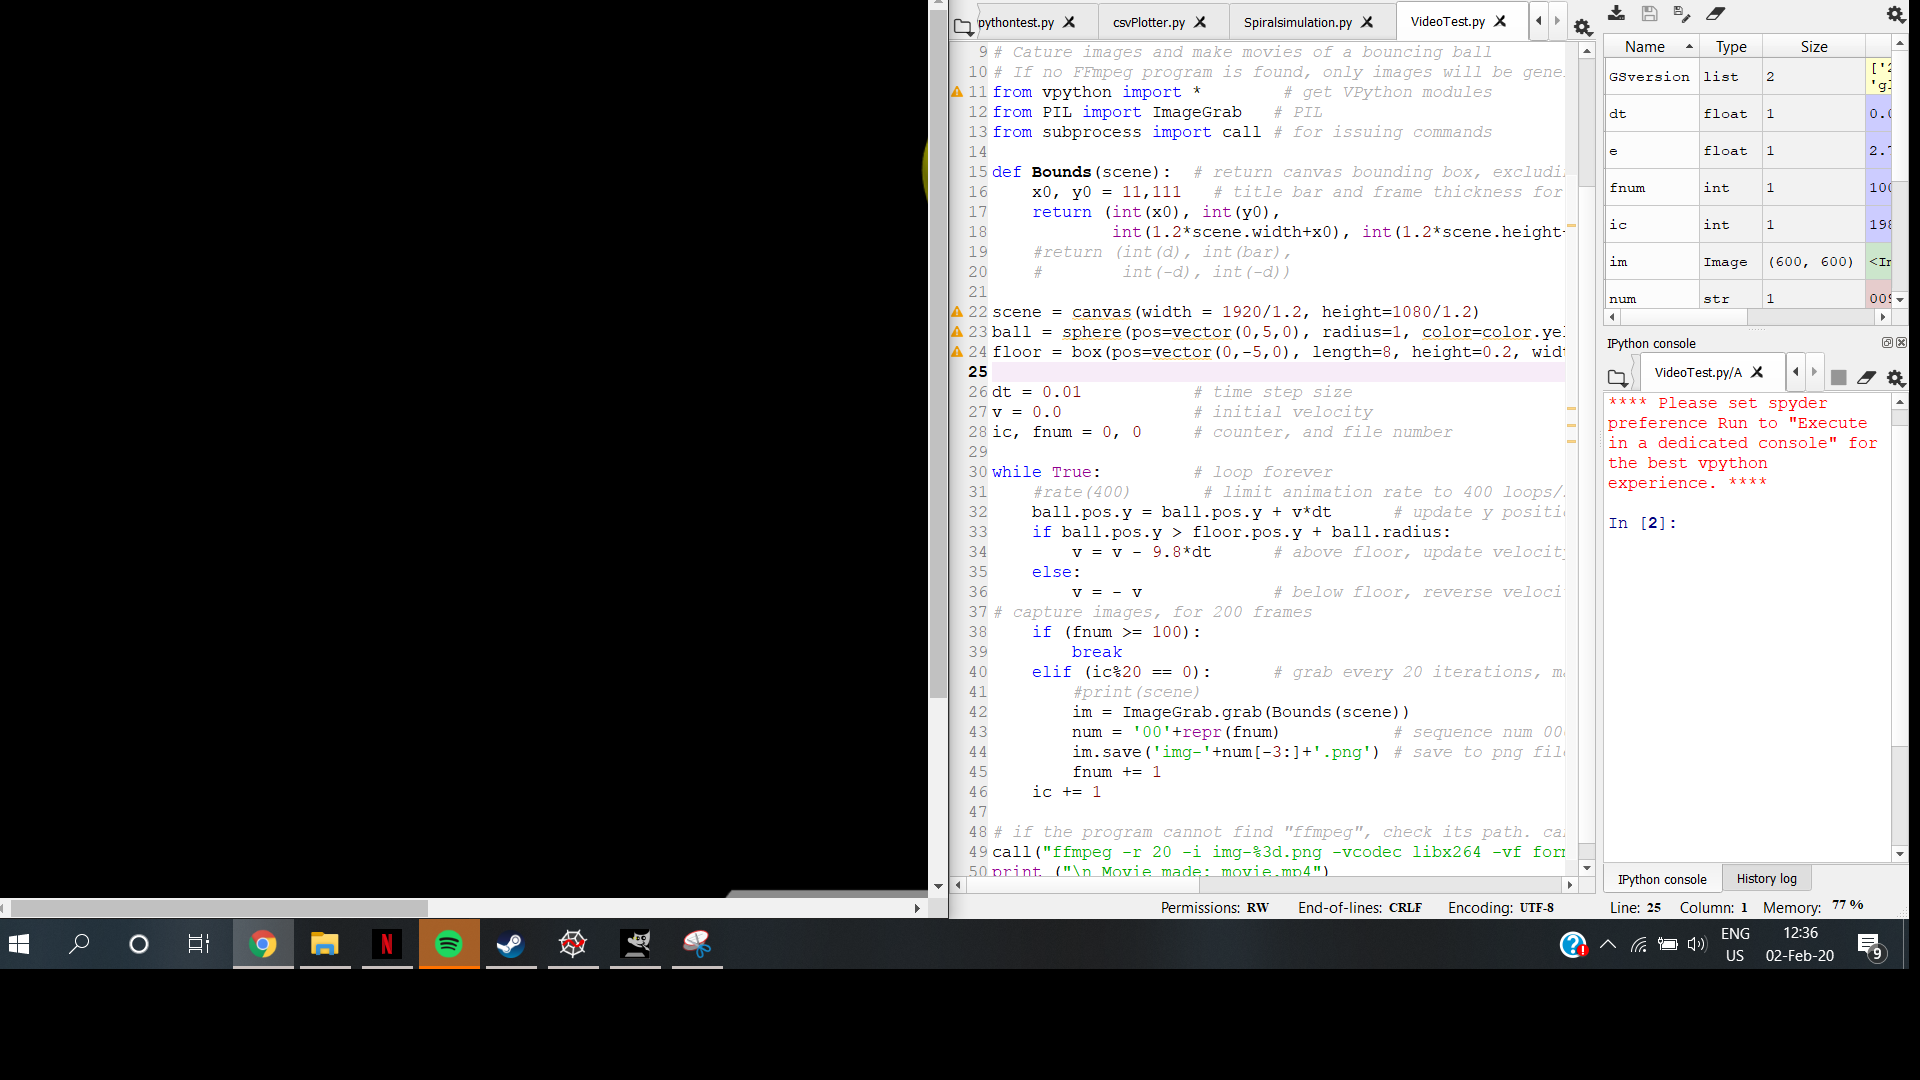 pythontest.py csvPlotter.py Spiralsimulation.py VideoTest.py
9 # Cature images and make movies of a bouncing ball
10 # If no FFmpeg program is found, only images will be gene
11 from vpython import * # get VPython modules
12 from PIL import ImageGrab # PIL
13 from subprocess import call # for issuing commands
14
15 def Bounds(scene): # return canvas bounding box, excludi
16 x0, y0 = 11,111 # title bar and frame thickness for
17 return (int(x0), int(y0),
18 int(1.2*scene.width+x0), int(1.2*scene.height
19 #return (int(d), int(bar),
20 # int(-d), int(-d))
21
22 scene = canvas(width = 1920/1.2, height=1080/1.2)
23 ball = sphere(pos=vector(0,5,0), radius=1, color=color.ye
24 floor = box(pos=vector(0,-5,0), length=8, height=0.2, wid
25
26 dt = 0.01 # time step size
27 v = 0.0 # initial velocity
28 ic, fnum = 0, 0 # counter, and file number
29
30 while True: # loop forever
31 #rate(400) # limit animation rate to 400 loops/
32 ball.pos.y = ball.pos.y + v*dt # update y positi
33 if ball.pos.y > floor.pos.y + ball.radius:
34 v = v - 9.8*dt # above floor, update velocity
35 else:
36 v = - v # below floor, reverse veloci
37 # capture images, for 200 frames
38 if (fnum >= 100):
39 break
40 elif (ic%20 == 0): # grab every 20 iterations, m
41 #print(scene)
42 im = ImageGrab.grab(Bounds(scene))
43 num = '00'+repr(fnum) # sequence num 00
44 im.save('img-'+num[-3:]+'.png') # save to png fil
45 fnum += 1
46 ic += 1
47
48 # if the program cannot find "ffmpeg", check its path. ca
49 call("ffmpeg -r 20 -i img-%3d.png -vcodec libx264 -vf for
50 print ("\n Movie made: movie.mp4")
Name Type Size
GSversion list 2 ['2 'gl
dt float 1 0.0
e float 1 2.7
fnum int 1 100
ic int 1 198
im Image (600, 600) <Im
num str 1 009
IPython console
VideoTest.py/A
**** Please set spyder
preference Run to "Execute
in a dedicated console" for
the best vpython
experience. ****
In [2]:
IPython console History log
Permissions: RW End-of-lines: CRLF Encoding: UTF-8 Line: 25 Column: 1 Memory: 77 %
N
ENG
US
12:36
02-Feb-20
9